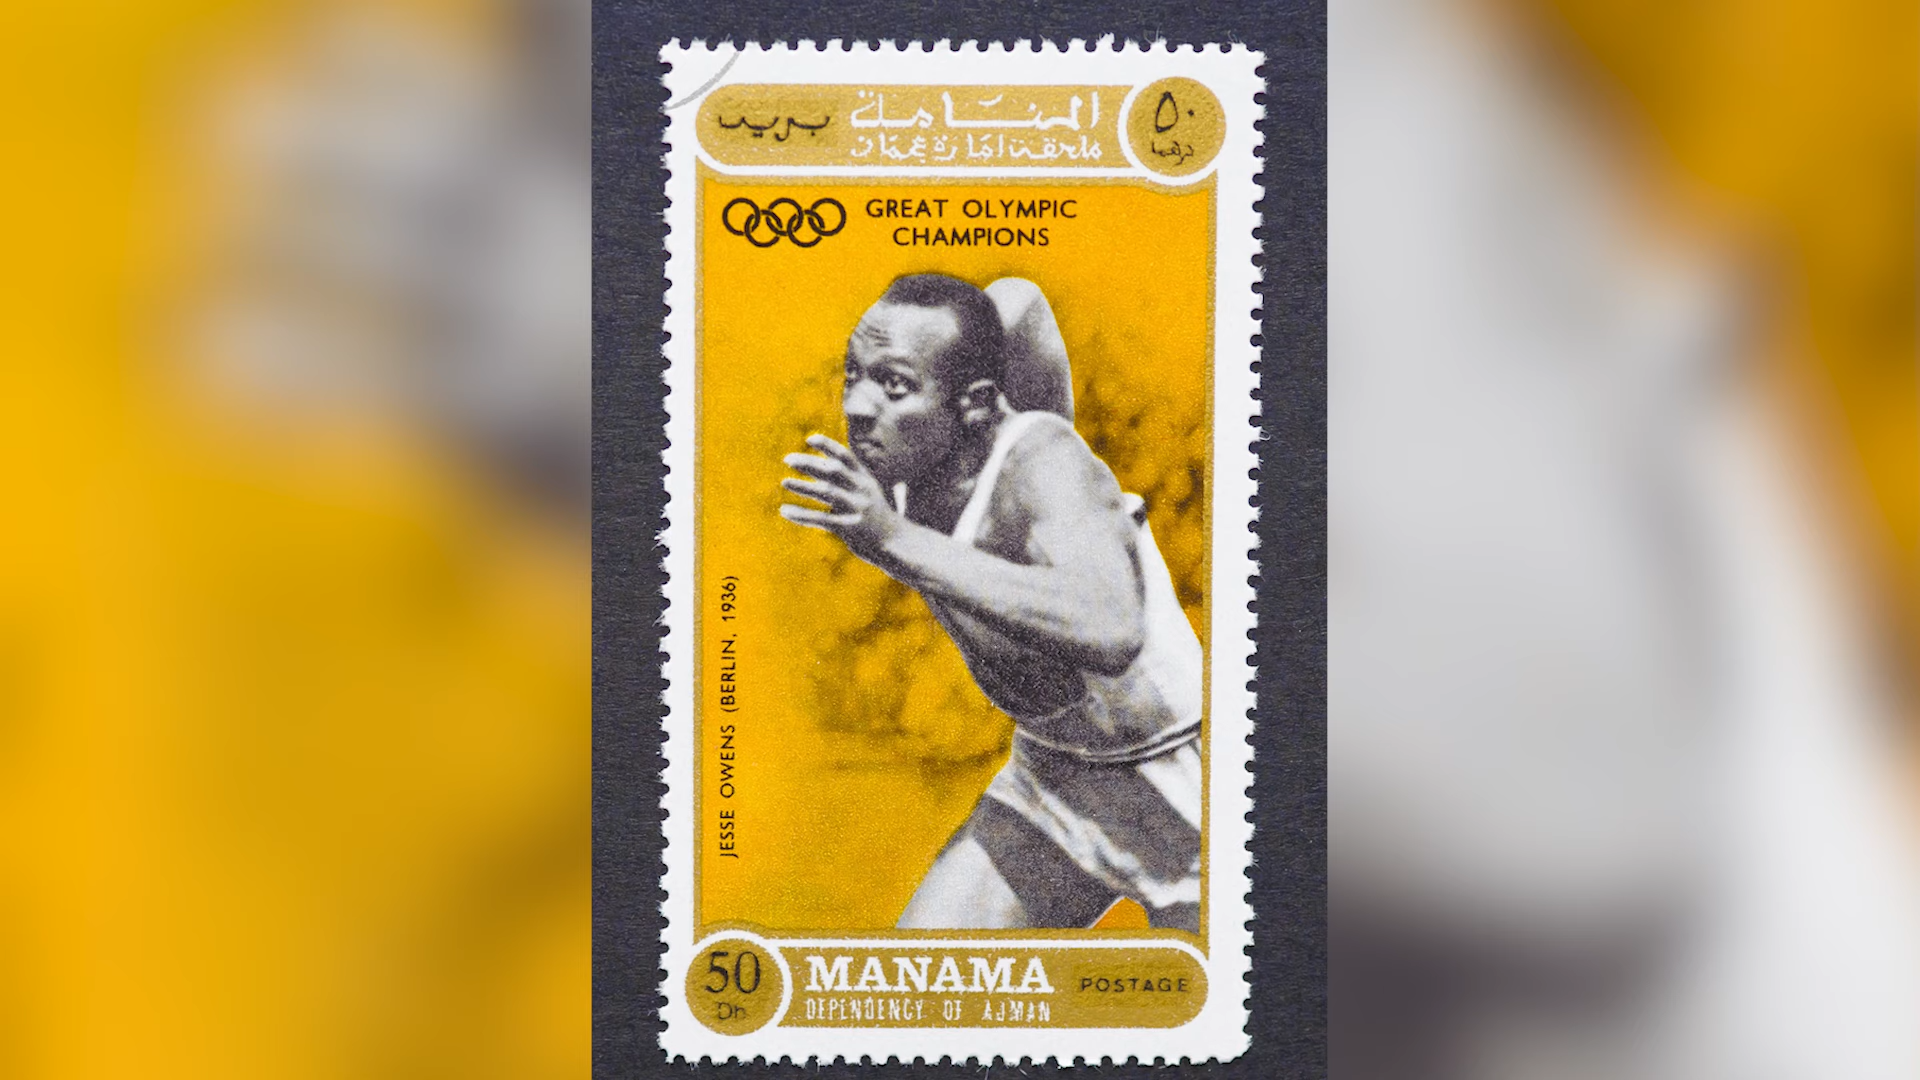 بريد
المنامة
ملحقة امارة عجمان
٥٠
درهما
GREAT OLYMPIC
CHAMPIONS
JESSE OWENS (BERLIN, 1936)
50
Dh
MANAMA
DEPENDENCY OF AJMAN
POSTAGE